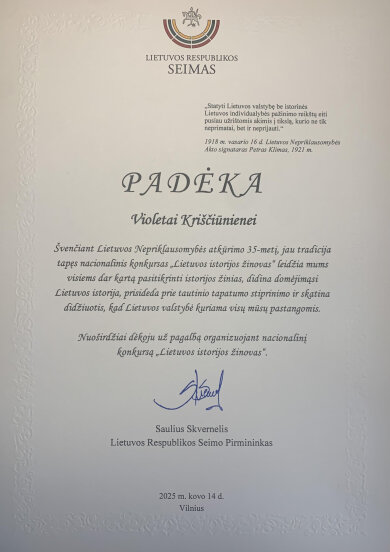 LIETUVOS RESPUBLIKOS
SEIMAS
„Statyti Lietuvos valstybę be istorinės
Lietuvos individualybės pažinimo reikštų eiti
pusiau užrištomis akimis į tikslą, kurio ne tik
neprimatai, bet ir neprijauti.“
1918 m. vasario 16 d. Lietuvos Nepriklausomybės
Akto signataras Petras Klimas, 1921 m.
PADĖKA
Violetai Kriščiūnienei
Švenčiant Lietuvos Nepriklausomybės atkūrimo 35-metį, jau tradicija
tapęs nacionalinis konkursas „Lietuvos istorijos žinovas“ leidžia mums
visiems dar kartą pasitikrinti istorijos žinias, didina domėjimąsi
Lietuvos istorija, prisideda prie tautinio tapatumo stiprinimo ir skatina
didžiuotis, kad Lietuvos valstybė kuriama visų mūsų pastangomis.
Nuoširdžiai dėkoju už pagalbą organizuojant nacionalinį
konkursą „Lietuvos istorijos žinovas“.
Saulius Skvernelis
Lietuvos Respublikos Seimo Pirmininkas
2025 m. kovo 14 d.
Vilnius